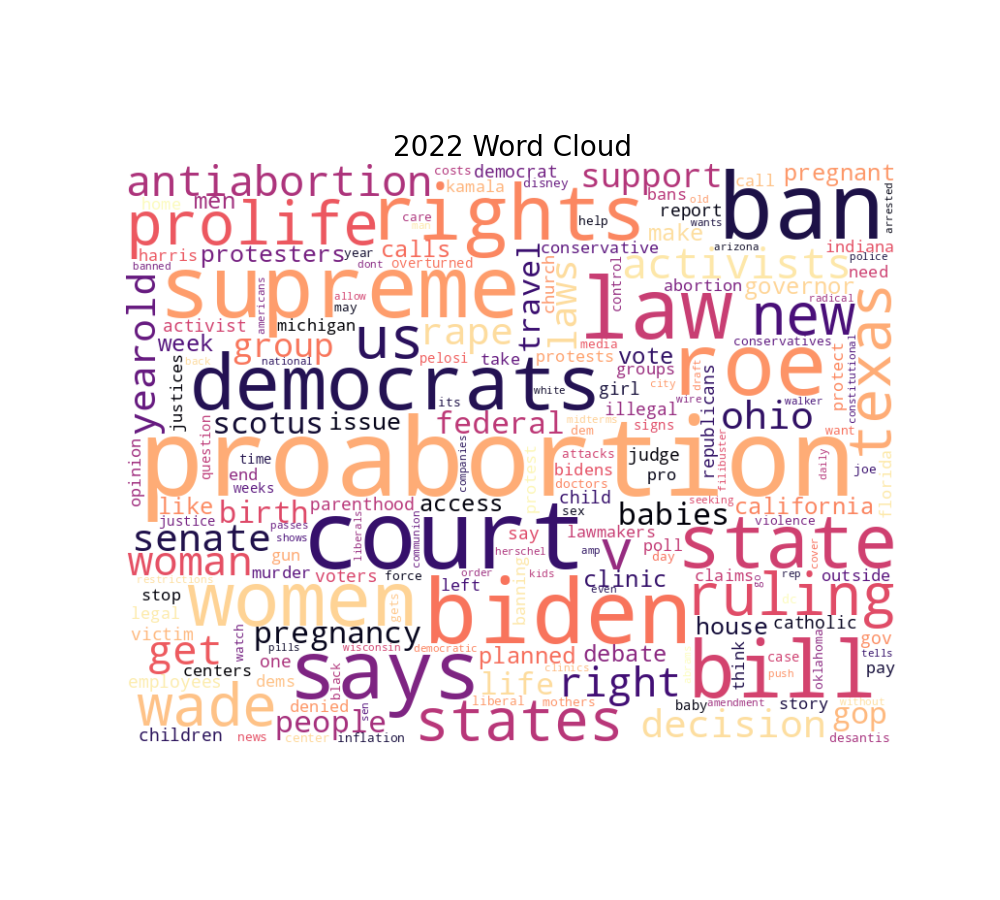 2022 Word Cloud
antiabortion
costs
democrat
support
call
pregnant
kamala
disney
bans
old
home
men
prolife
rights
care
man
help
report
wants
make
ban
arrested
harris
protesters
year
calls
conservative
arizona
indiana
banned
dont
overturned
travel
church
laws
control
activists
police
need
supreme
americans
allow
may
law
abortion
governor
radical
yearold
activist
michigan
us
rape
media
new
texas
week
group
back
national
pelosi
take
protests
groups
vote
roe
conservatives
constitutional
protect
justices
democrats
its
white
girl
city
draft
wire
walker
scotus
issue
federal
midterms
dem
illegal
signs
republicans
ohio
want
opinion
question
proabortion
time
end
weeks
companies
protest
attacks
bidens
doctors
judge
pro
filibuster
daily
joe
florida
like
birth
parenthood
access
child
sex
babies
seeking
california
justice
passes
shows
liberals
communion
court
say
lawmakers
violence
senate
herschel
amp
v
poll
day
state
cover
woman
gun
murder
voters
force
order
kids
even
clinic
claims
go
rep
outside
restrictions
stop
women
gets
left
banning
biden
ruling
legal
dc
victim
watch
pregnancy
house
catholic
gov
get
pills
wisconsin
democratic
planned
debate
think
case
oklahoma
tells
centers
one
says
clinics
push
pay
employees
dems
black
life
right
bill
wade
denied
sen
liberal
mothers
baby
amendment
story
without
people
states
decision
gop
children
news
center
inflation
desantis